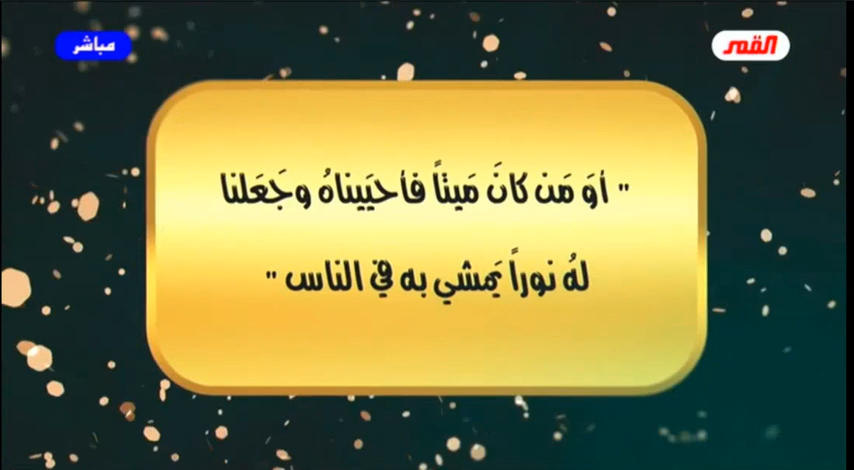 مباشر
القمر
" أوَ مَن كانَ مَيتاً فأحيَيناهُ وجَعَلنا
لهُ نوراً يَمشي به في الناس "